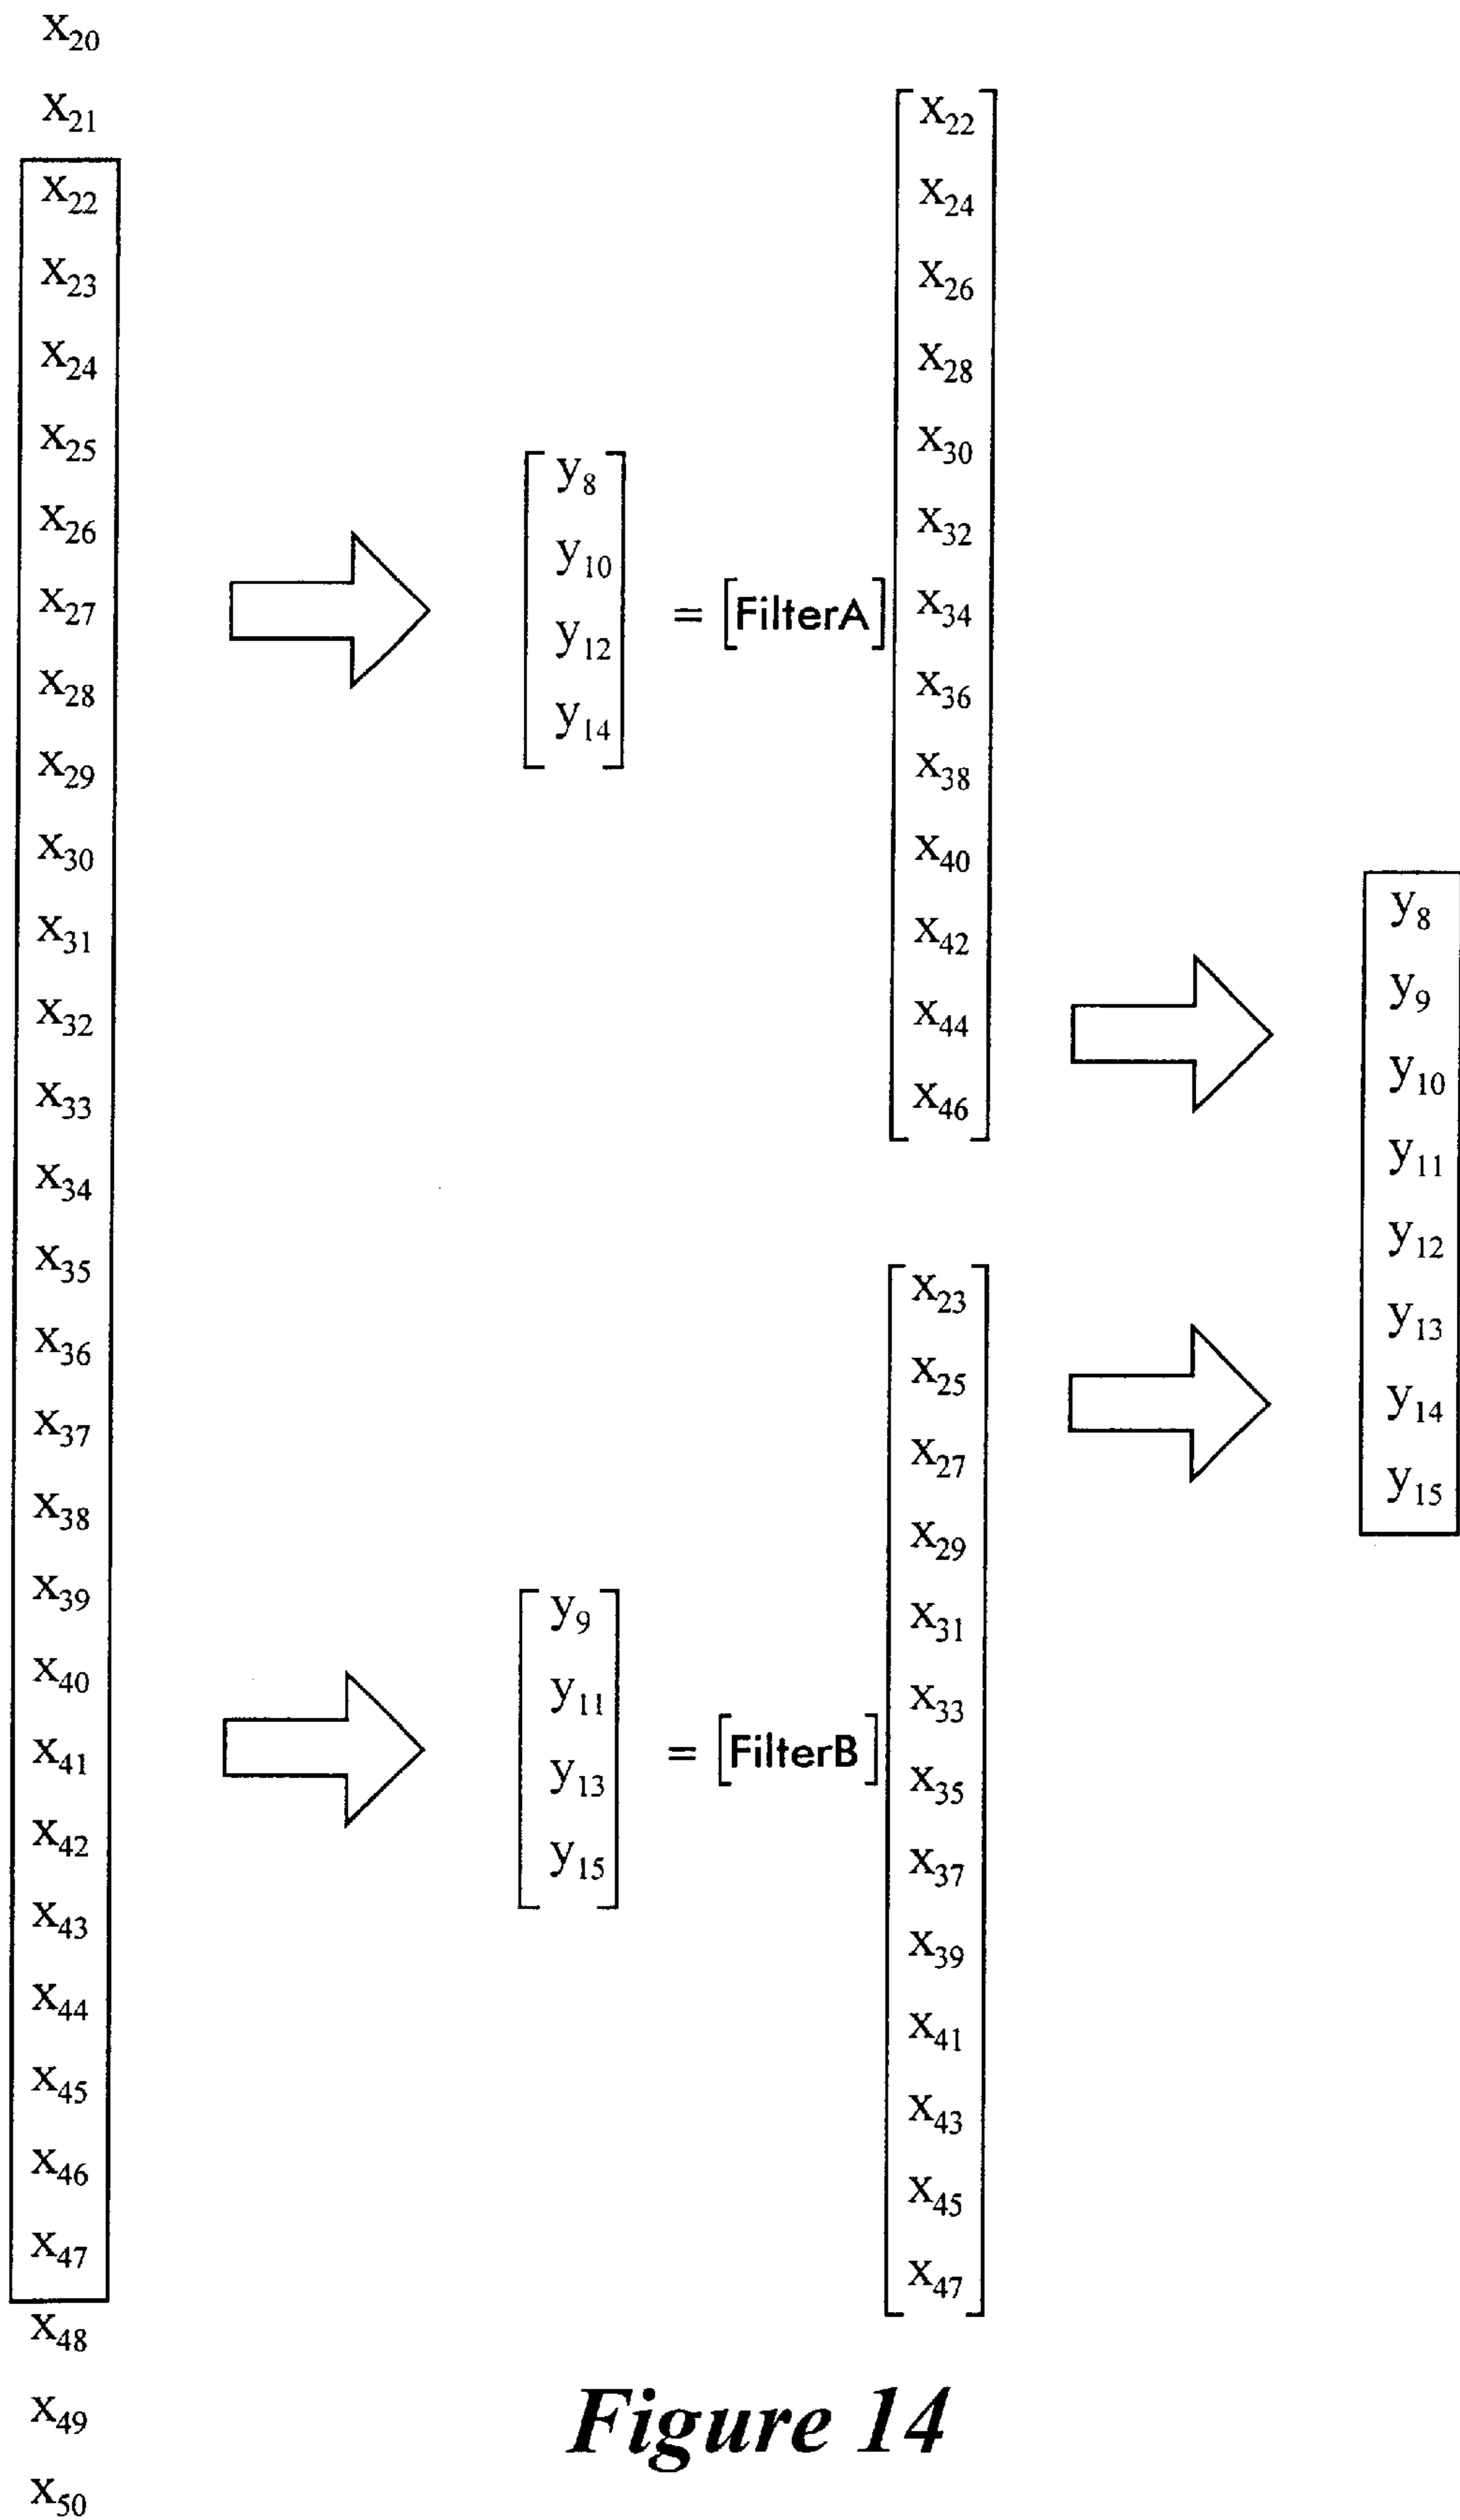 x20
x21
x22
x23
x24
x25
x26
x27
x28
x29
x30
x31
x32
x33
x34
x35
x36
x37
x38
x39
x40
x41
x42
x43
x44
x45
x46
x47
x48
x49
x50
y8
y10
y12
y14
= [FilterA]
x22
x24
x26
x28
x30
x32
x34
x36
x38
x40
x42
x44
x46
y9
y11
y13
y15
= [FilterB]
x23
x25
x27
x29
x31
x33
x35
x37
x39
x41
x43
x45
x47
y8
y9
y10
y11
y12
y13
y14
y15
Figure 14